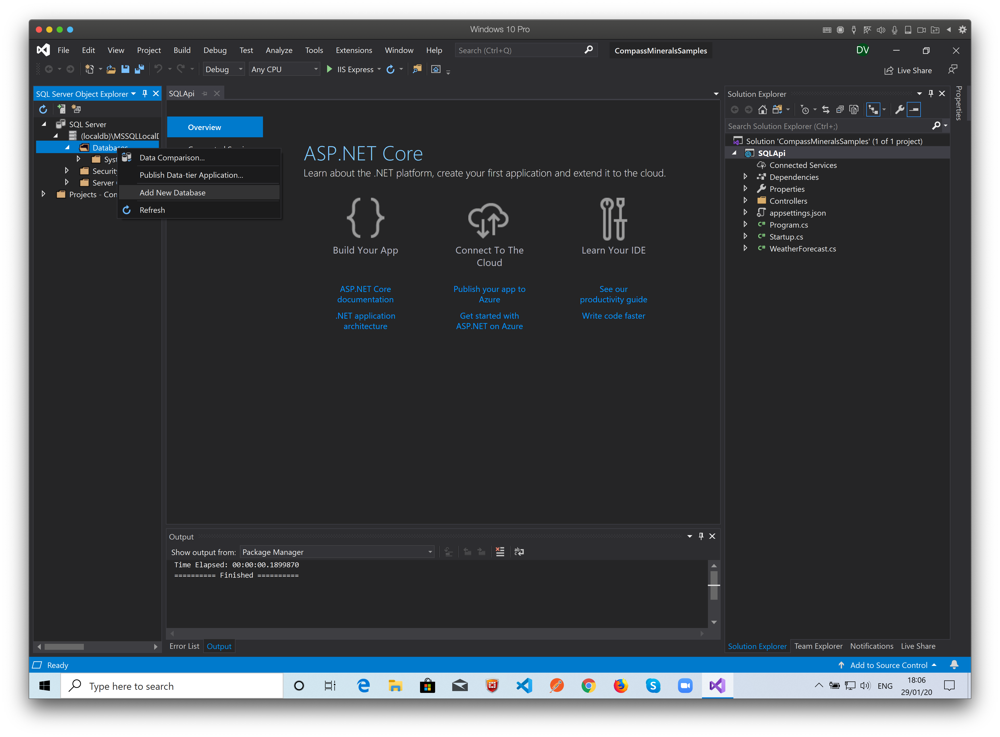 Windows 10 Pro
File Edit View Project Build Debug Test Analyze Tools Extensions Window Help Search (Ctrl+Q) CompassMineralsSamples DV
Debug Any CPU IIS Express Live Share
SQL Server Object Explorer
SQL Server
(localdb)\MSSQLLocalD
Databases
Syst
Security
Server
Projects - Com
Data Comparison...
Publish Data-tier Application...
Add New Database
Refresh
SQLApi
Overview
ASP.NET Core
Learn about the .NET platform, create your first application and extend it to the cloud.
Build Your App
Connect To The
Cloud
Learn Your IDE
ASP.NET Core
documentation
.NET application
architecture
Publish your app to
Azure
Get started with
ASP.NET on Azure
See our
productivity guide
Write code faster
Output
Show output from: Package Manager
Time Elapsed: 00:00:00.1899870
========== Finished ==========
Error List Output
Solution Explorer
Search Solution Explorer (Ctrl+;)
Solution 'CompassMineralsSamples' (1 of 1 project)
SQLApi
Connected Services
Dependencies
Properties
Controllers
appsettings.json
C# Program.cs
C# Startup.cs
C# WeatherForecast.cs
Solution Explorer Team Explorer Notifications Live Share
Properties
Ready Add to Source Control
Type here to search
ENG
18:06
29/01/20